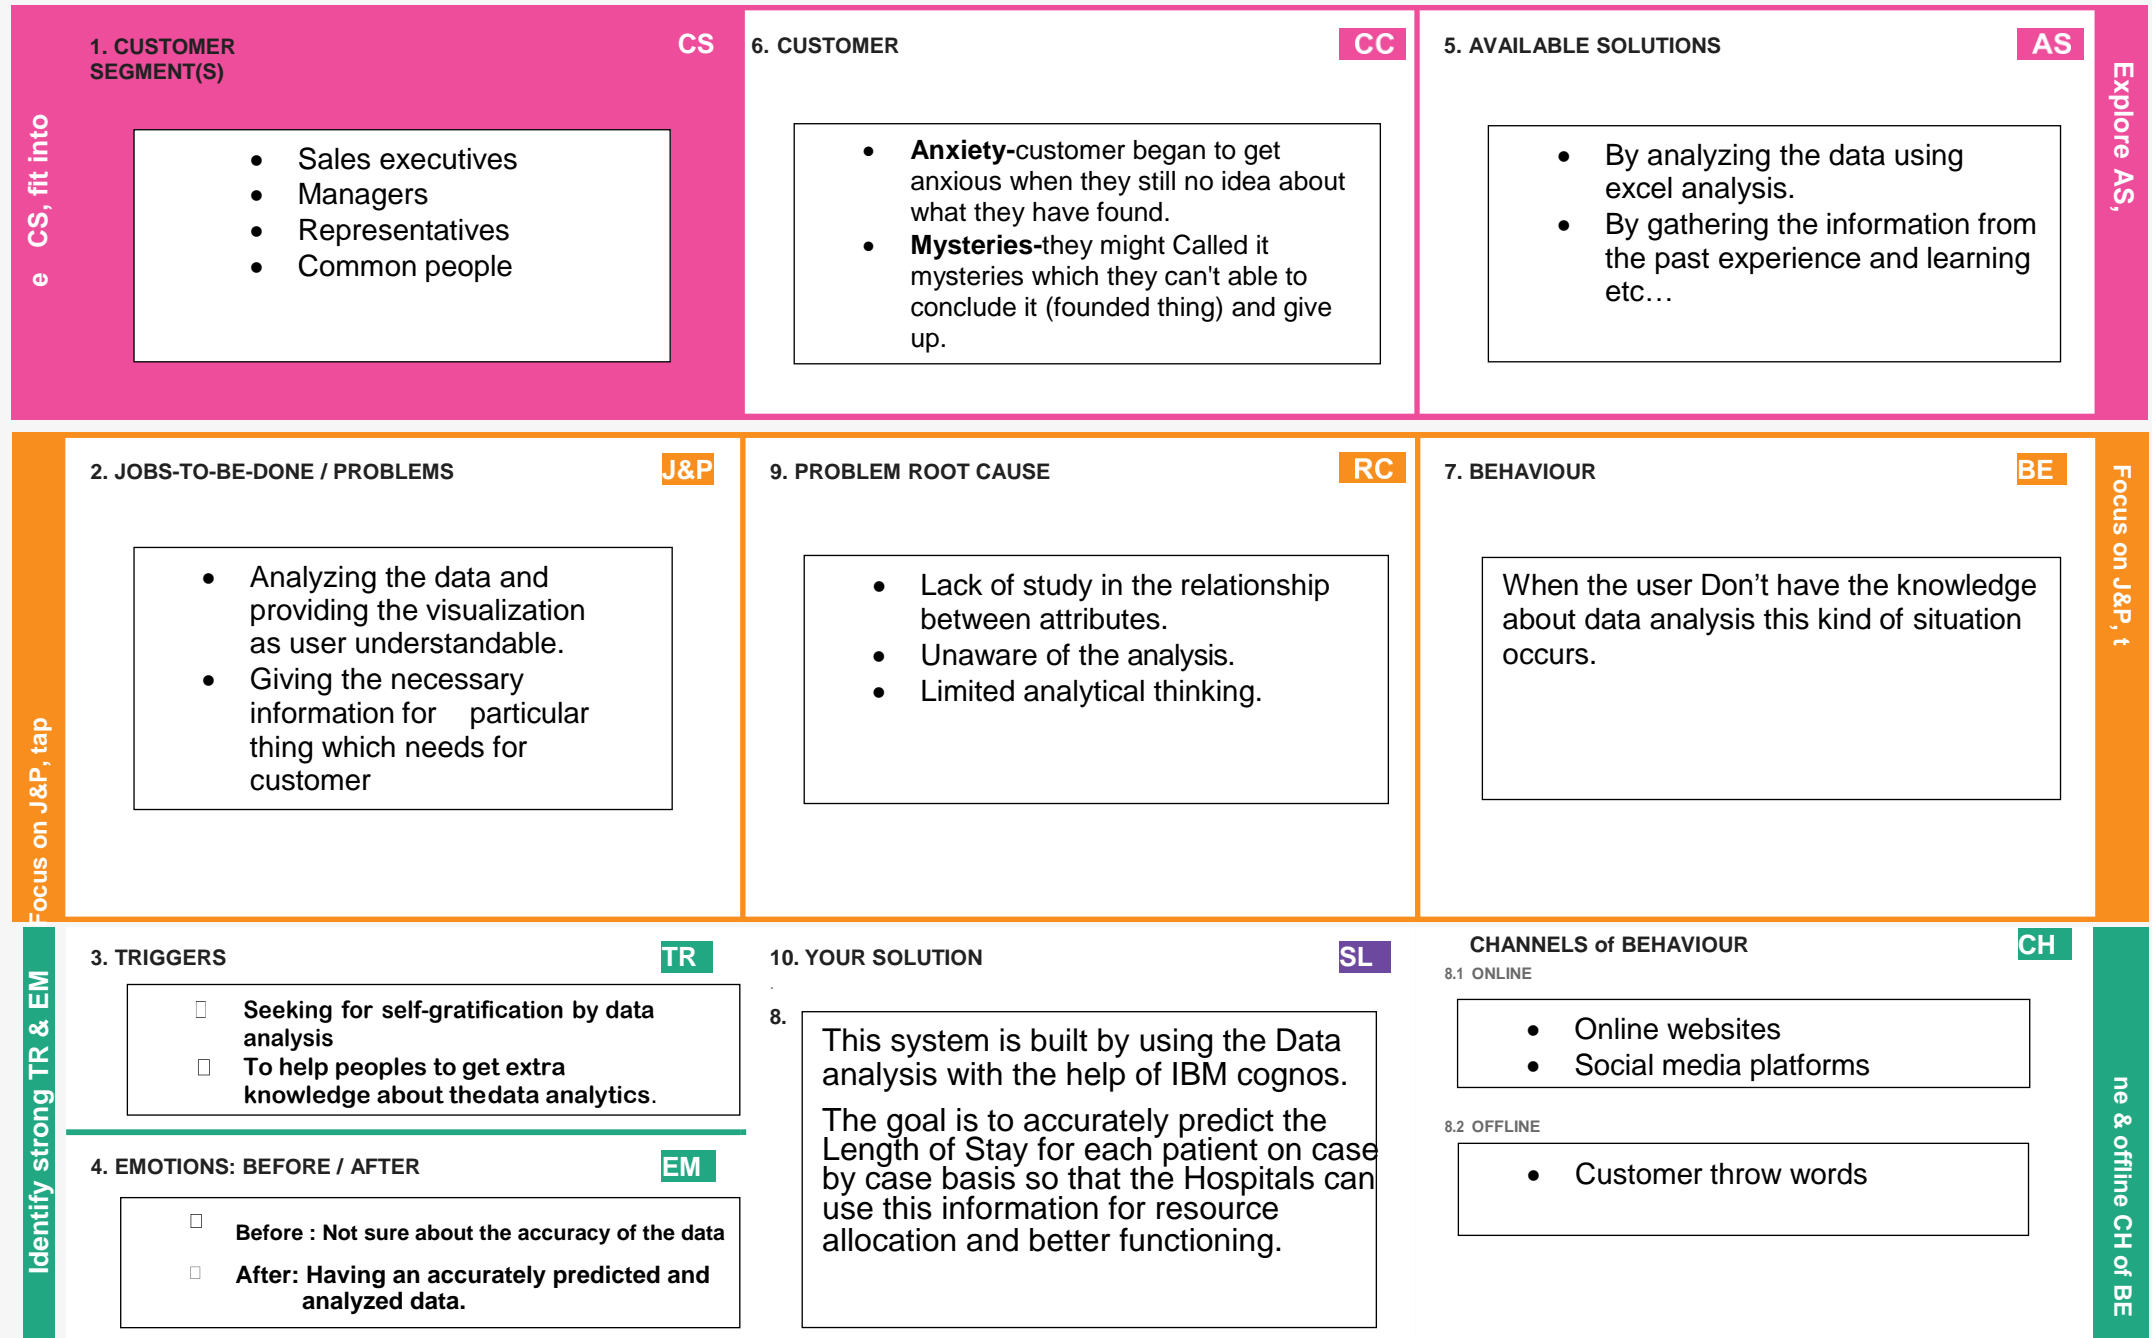 e   CS, fit into
1. CUSTOMER
SEGMENT(S)
CS
• Sales executives
• Managers
• Representatives
• Common people
6. CUSTOMER
CC
• Anxiety-customer began to get
anxious when they still no idea about
what they have found.
• Mysteries-they might Called it
mysteries which they can't able to
conclude it (founded thing) and give
up.
5. AVAILABLE SOLUTIONS
AS
• By analyzing the data using
excel analysis.
• By gathering the information from
the past experience and learning
etc…
Explore AS,
Focus on J&P, tap
2. JOBS-TO-BE-DONE / PROBLEMS
J&P
• Analyzing the data and
providing the visualization
as user understandable.
• Giving the necessary
information for particular
thing which needs for
customer
9. PROBLEM ROOT CAUSE
RC
• Lack of study in the relationship
between attributes.
• Unaware of the analysis.
• Limited analytical thinking.
7. BEHAVIOUR
BE
When the user Don’t have the knowledge
about data analysis this kind of situation
occurs.
Focus on J&P, t
Identify strong TR & EM
3. TRIGGERS
TR
Seeking for self-gratification by data
analysis
To help peoples to get extra
knowledge about thedata analytics.
4. EMOTIONS: BEFORE / AFTER
EM
Before : Not sure about the accuracy of the data
After: Having an accurately predicted and
analyzed data.
10. YOUR SOLUTION
SL
.
8.
This system is built by using the Data
analysis with the help of IBM cognos.
The goal is to accurately predict the
Length of Stay for each patient on case
by case basis so that the Hospitals can
use this information for resource
allocation and better functioning.
CHANNELS of BEHAVIOUR
CH
8.1 ONLINE
• Online websites
• Social media platforms
8.2 OFFLINE
• Customer throw words
ne & offline CH of BE